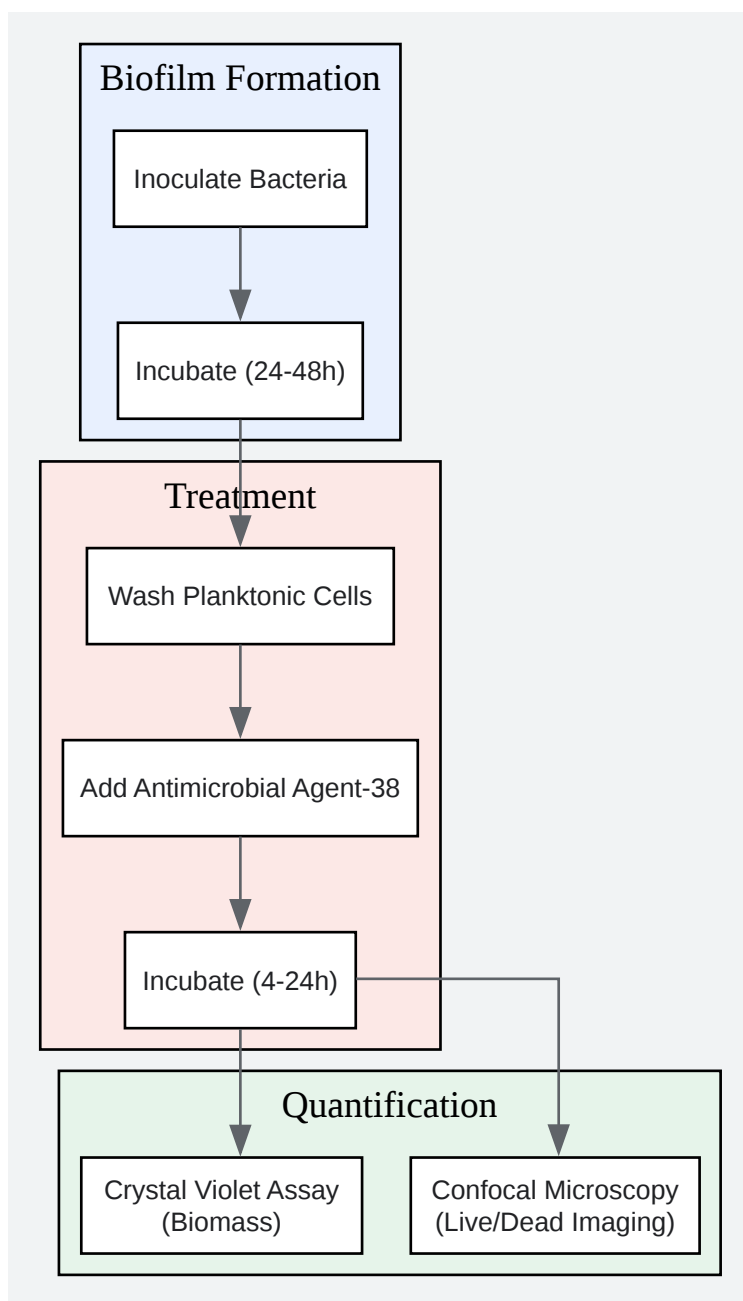 Biofilm Formation
Inoculate Bacteria
Incubate (24-48h)
Treatment
Wash Planktonic Cells
Add Antimicrobial Agent-38
Incubate (4-24h)
Quantification
Crystal Violet Assay
(Biomass)
Confocal Microscopy
(Live/Dead Imaging)